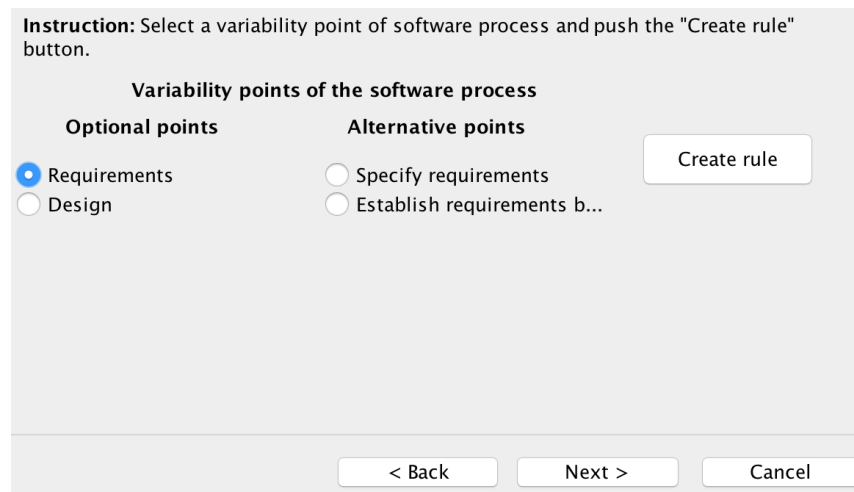 Instruction: Select a variability point of software process and push the "Create rule"
button.
Variability points of the software process
Optional points
Alternative points
Requirements
Design
Specify requirements
Establish requirements b...
Create rule
< Back
Next >
Cancel